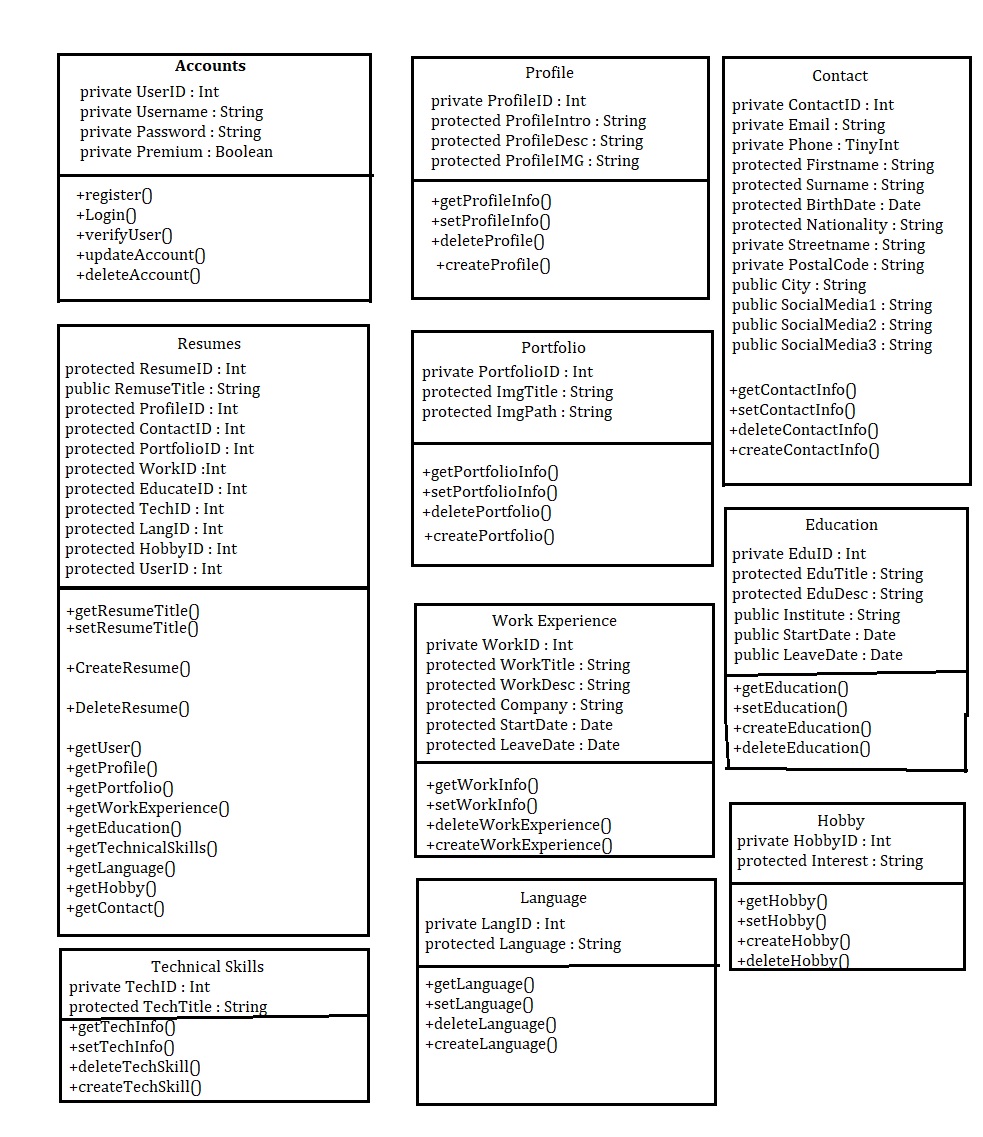 Accounts
private UserID : Int
private Username : String
private Password : String
private Premium : Boolean
+register()
+Login()
+verifyUser()
+updateAccount()
+deleteAccount()
Resumes
protected ResumeID : Int
public RemuseTitle : String
protected ProfileID : Int
protected ContactID : Int
protected PortfolioID : Int
protected WorkID :Int
protected EducateID : Int
protected TechID : Int
protected LangID : Int
protected HobbyID : Int
protected UserID : Int
+getResumeTitle()
+setResumeTitle()
+CreateResume()
+DeleteResume()
+getUser()
+getProfile()
+getPortfolio()
+getWorkExperience()
+getEducation()
+getTechnicalSkills()
+getLanguage()
+getHobby()
+getContact()
Technical Skills
private TechID : Int
protected TechTitle : String
+getTechInfo()
+setTechInfo()
+deleteTechSkill()
+createTechSkill()
Profile
private ProfileID : Int
protected ProfileIntro : String
protected ProfileDesc : String
protected ProfileIMG : String
+getProfileInfo()
+setProfileInfo()
+deleteProfile()
+createProfile()
Portfolio
private PortfolioID : Int
protected ImgTitle : String
protected ImgPath : String
+getPortfolioInfo()
+setPortfolioInfo()
+deletePortfolio()
+createPortfolio()
Work Experience
private WorkID : Int
protected WorkTitle : String
protected WorkDesc : String
protected Company : String
protected StartDate : Date
protected LeaveDate : Date
+getWorkInfo()
+setWorkInfo()
+deleteWorkExperience()
+createWorkExperience()
Language
private LangID : Int
protected Language : String
+getLanguage()
+setLanguage()
+deleteLanguage()
+createLanguage()
Contact
private ContactID : Int
private Email : String
private Phone : TinyInt
protected Firstname : String
protected Surname : String
protected BirthDate : Date
protected Nationality : String
private Streetname : String
private PostalCode : String
public City : String
public SocialMedia1 : String
public SocialMedia2 : String
public SocialMedia3 : String
+getContactInfo()
+setContactInfo()
+deleteContactInfo()
+createContactInfo()
Education
private EduID : Int
protected EduTitle : String
protected EduDesc : String
public Institute : String
public StartDate : Date
public LeaveDate : Date
+getEducation()
+setEducation()
+createEducation()
+deleteEducation()
Hobby
private HobbyID : Int
protected Interest : String
+getHobby()
+setHobby()
+createHobby()
+deleteHobby()